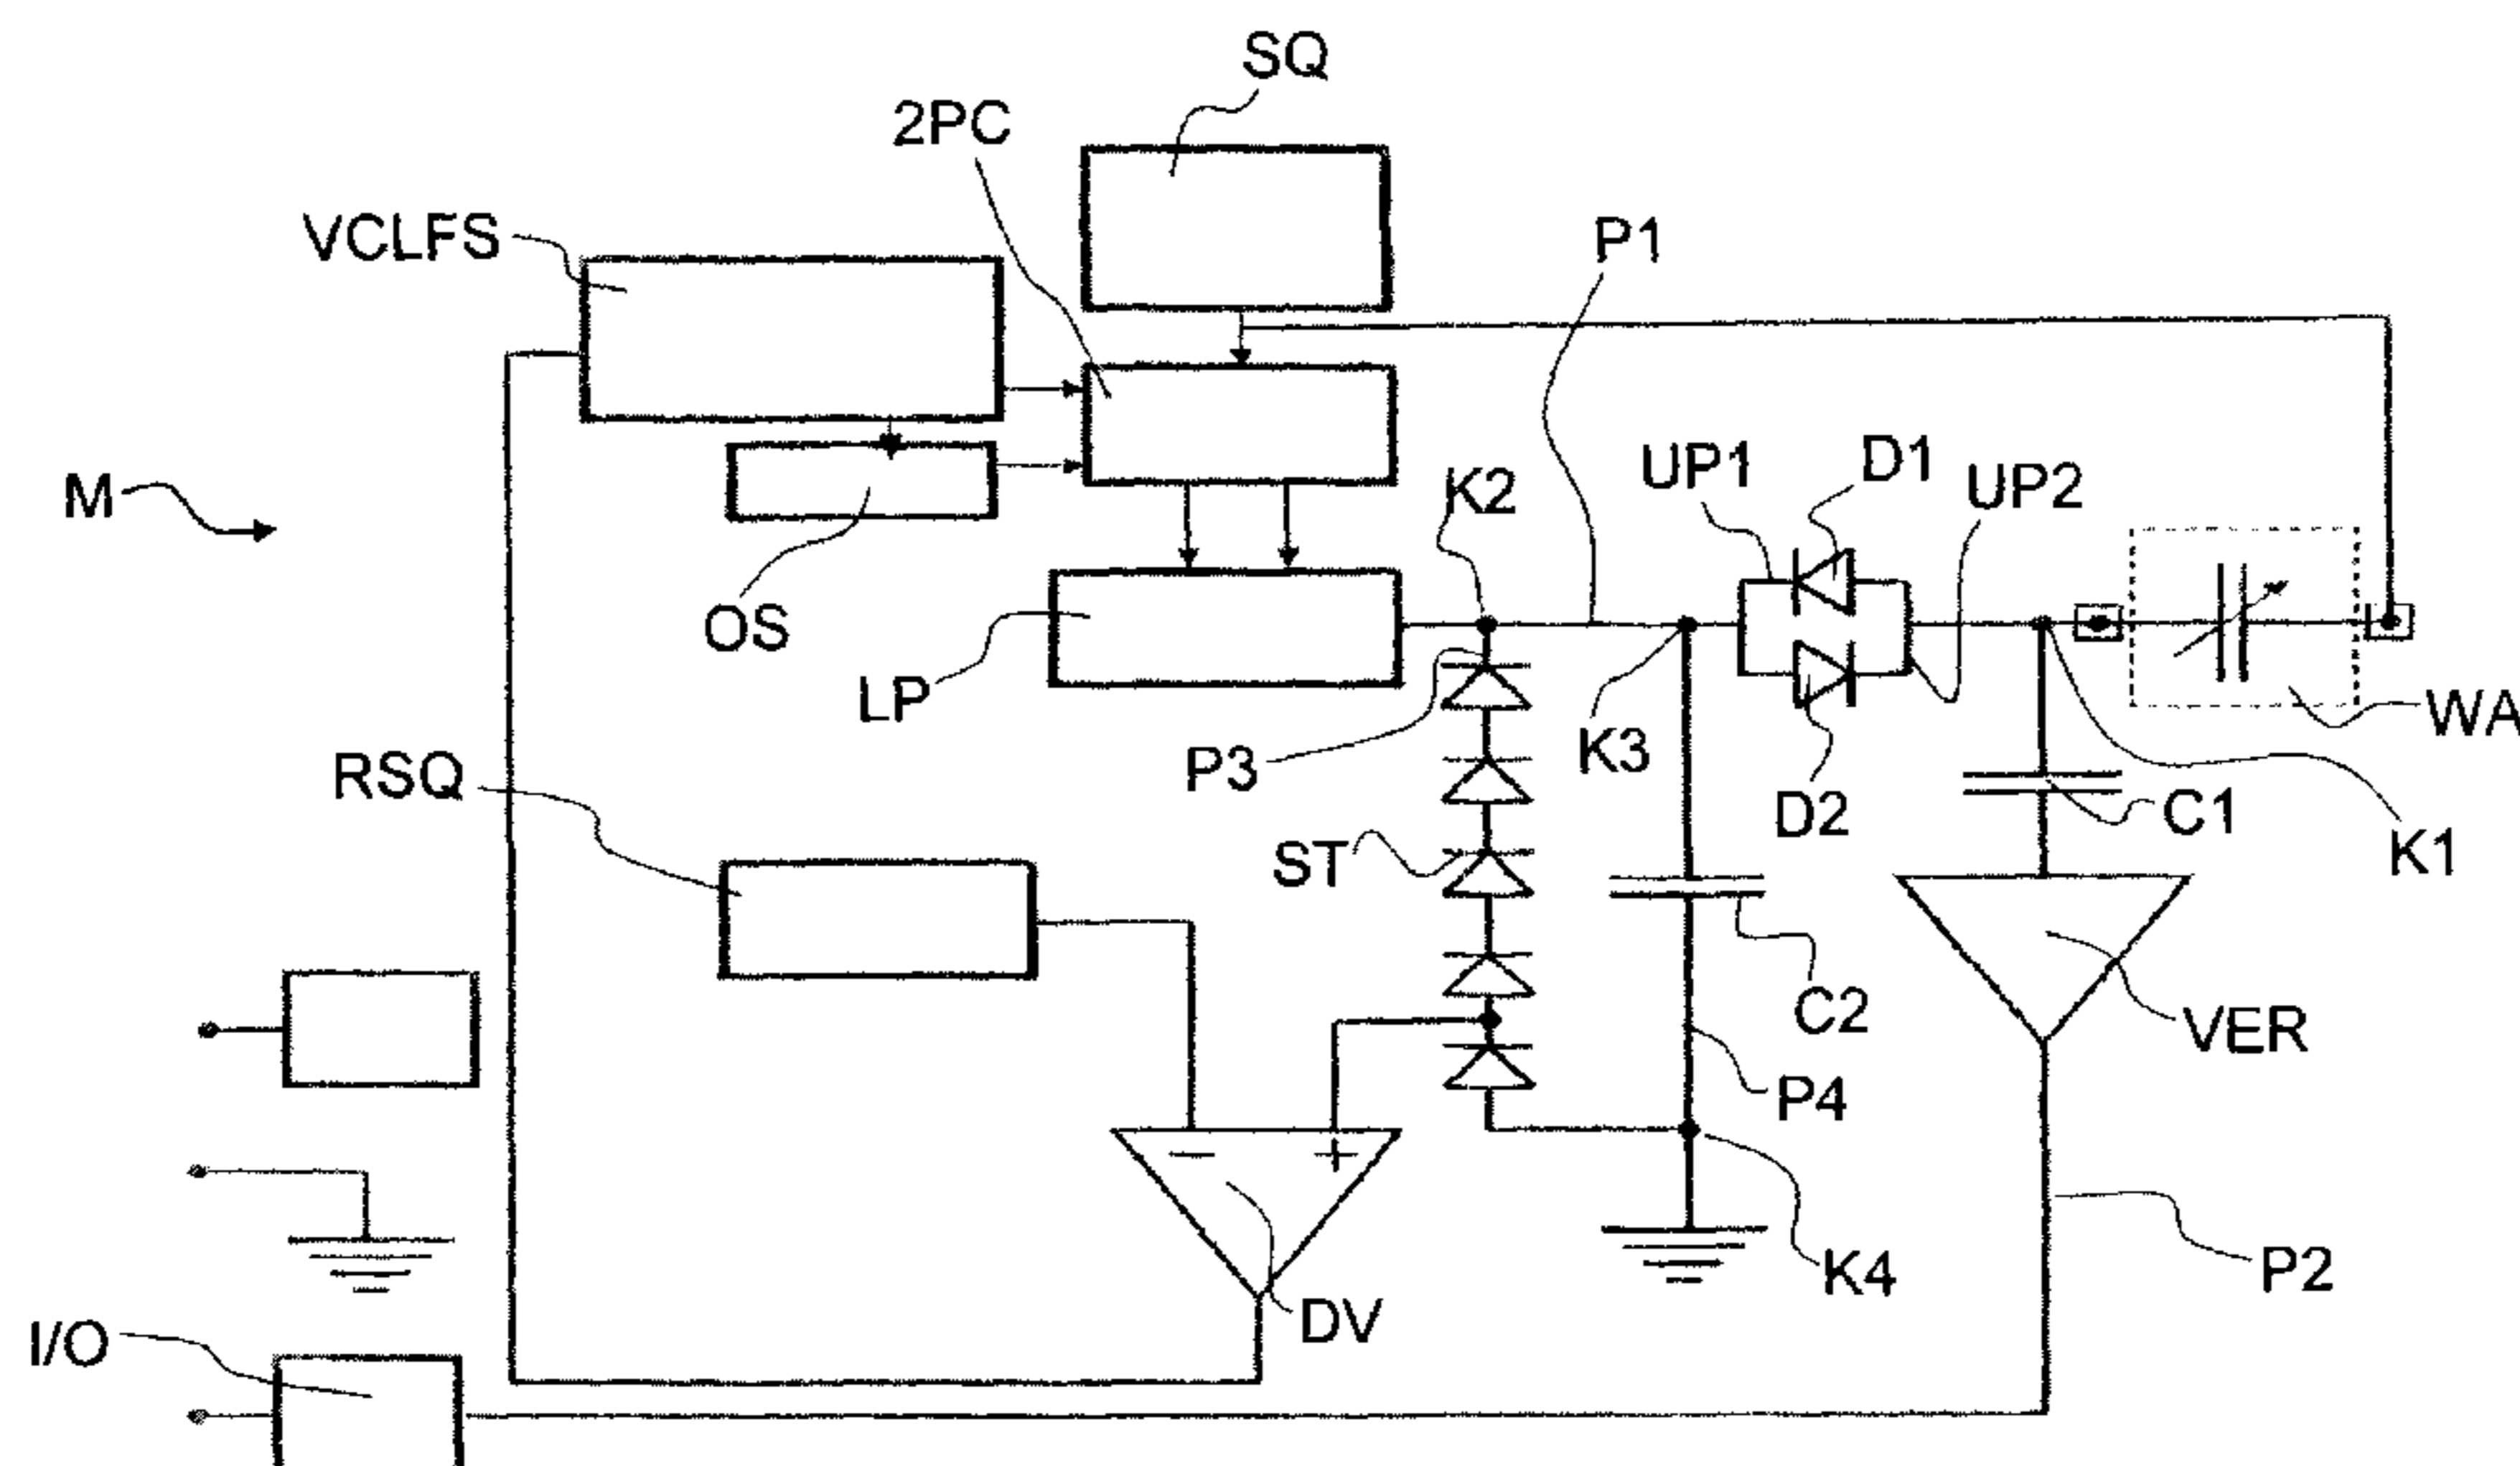 SQ
2PC
VCLFS
P1
M
OS
K2
UP1
D1
UP2
LP
P3
K3
WA
RSQ
ST
D2
C1
K1
C2
VER
P4
−
+
DV
K4
P2
I/O